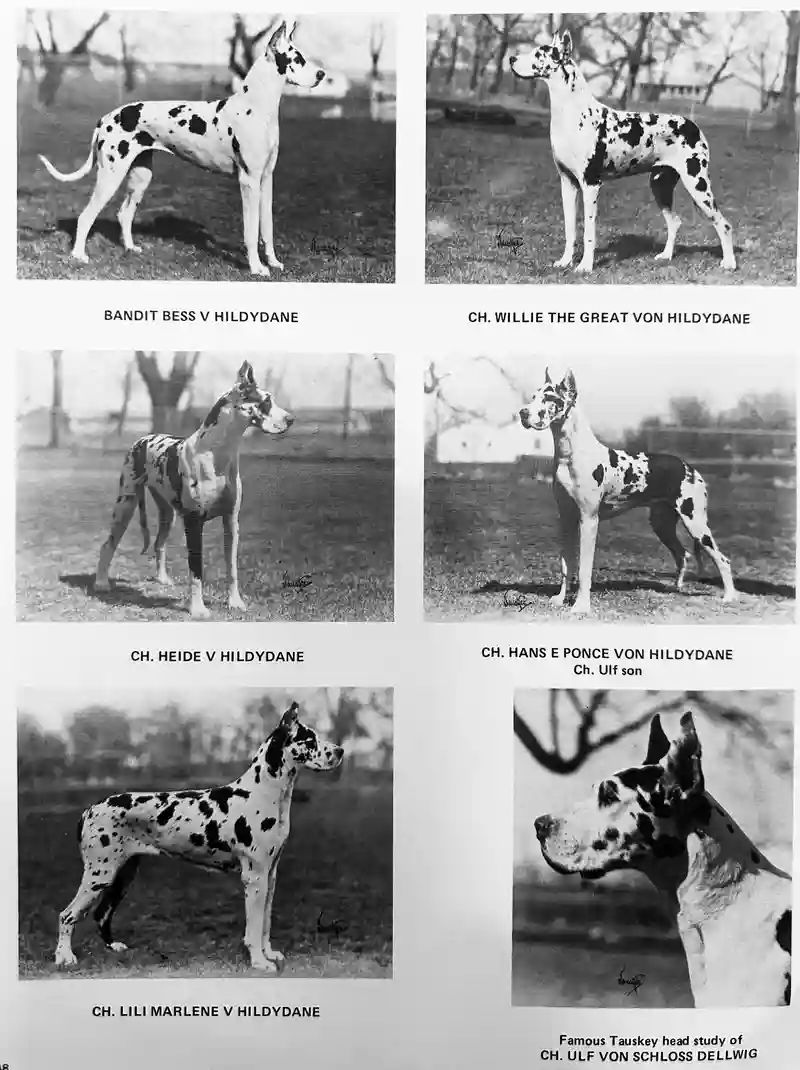 BANDIT BESS V HILDYDANE
CH. WILLIE THE GREAT VON HILDYDANE
CH. HEIDE V HILDYDANE
CH. HANS E PONCE VON HILDYDANE
Ch. Ulf son
CH. LILI MARLENE V HILDYDANE
Famous Tauskey head study of
CH. ULF VON SCHLOSS DELLWIG